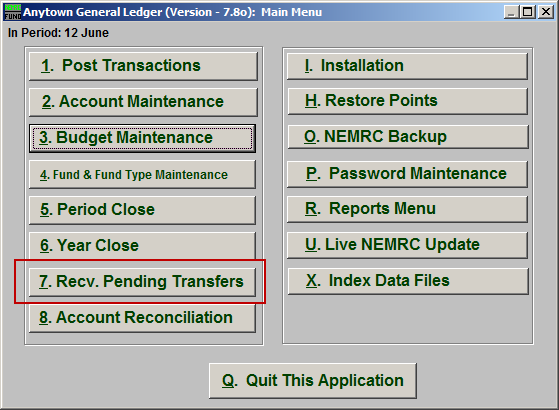 Anytown General Ledger (Version - 7.8o): Main Menu
In Period: 12 June
1. Post Transactions
2. Account Maintenance
3. Budget Maintenance
4. Fund & Fund Type Maintenance
5. Period Close
6. Year Close
7. Recv. Pending Transfers
8. Account Reconciliation
I. Installation
H. Restore Points
O. NEMRC Backup
P. Password Maintenance
R. Reports Menu
U. Live NEMRC Update
X. Index Data Files
Q. Quit This Application